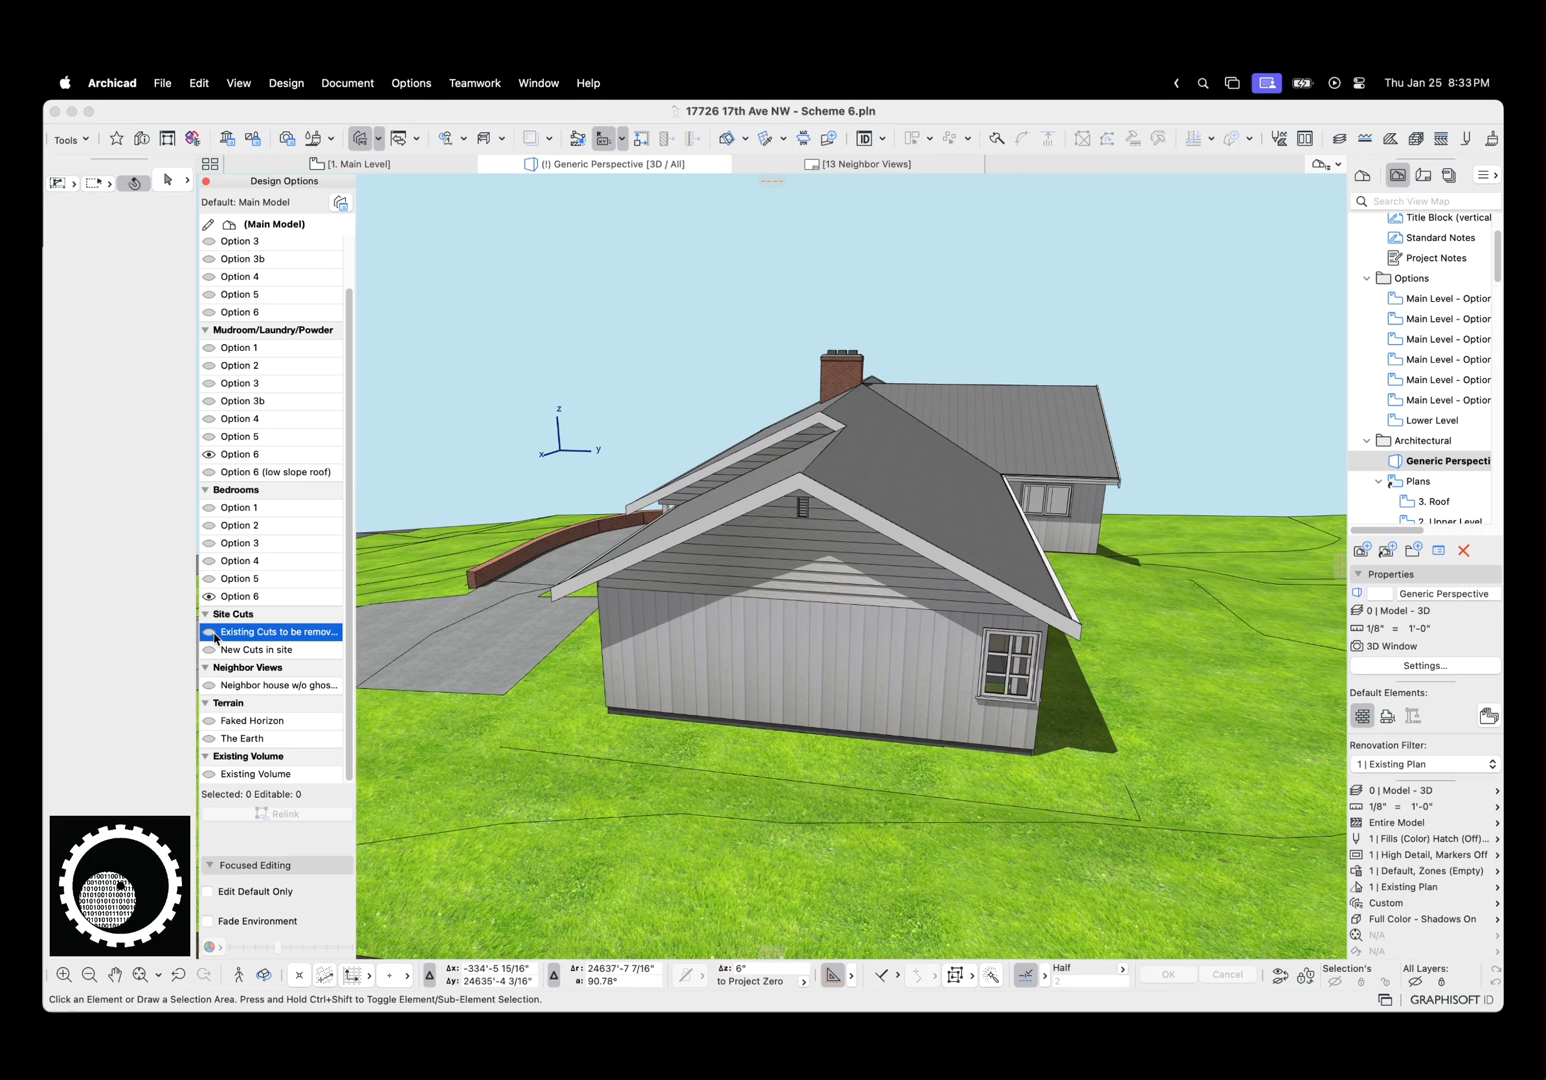 Archicad File Edit View Design Document Options Teamwork Window Help
Thu Jan 25 8:33 PM
17726 17th Ave NW - Scheme 6.pln
Tools
ID
[1. Main Level]
(!) Generic Perspective [3D / All]
[13 Neighbor Views]
Design Options
Default: Main Model
(Main Model)
Option 3
Option 3b
Option 4
Option 5
Option 6
Mudroom/Laundry/Powder
Option 1
Option 2
Option 3
Option 3b
Option 4
Option 5
Option 6
Option 6 (low slope roof)
Bedrooms
Option 1
Option 2
Option 3
Option 4
Option 5
Option 6
Site Cuts
Existing Cuts to be remov...
New Cuts in site
Neighbor Views
Neighbor house w/o ghos...
Terrain
Faked Horizon
The Earth
Existing Volume
Existing Volume
Selected: 0 Editable: 0
Relink
Focused Editing
Edit Default Only
Fade Environment
z
x
y
Search View Map
Title Block (vertical
Standard Notes
Project Notes
Options
Main Level - Option
Main Level - Option
Main Level - Option
Main Level - Option
Main Level - Option
Main Level - Option
Lower Level
Architectural
Generic Perspecti
Plans
3. Roof
2. Upper Level
Properties
Generic Perspective
0 | Model - 3D
1/8" = 1'-0"
3D Window
Settings...
Default Elements:
Renovation Filter:
1 | Existing Plan
0 | Model - 3D
1/8" = 1'-0"
Entire Model
1 | Fills (Color) Hatch (Off)...
1 | High Detail, Markers Off
1 | Default, Zones (Empty)
1 | Existing Plan
Custom
Full Color - Shadows On
N/A
N/A
Δx: -334'-5 15/16"
Δy: 24635'-4 3/16"
Δr: 24637'-7 7/16"
a: 90.78°
Δz: 6"
to Project Zero
Half
2
OK
Cancel
Selection's
All Layers:
Click an Element or Draw a Selection Area. Press and Hold Ctrl+Shift to Toggle Element/Sub-Element Selection.
GRAPHISOFT ID